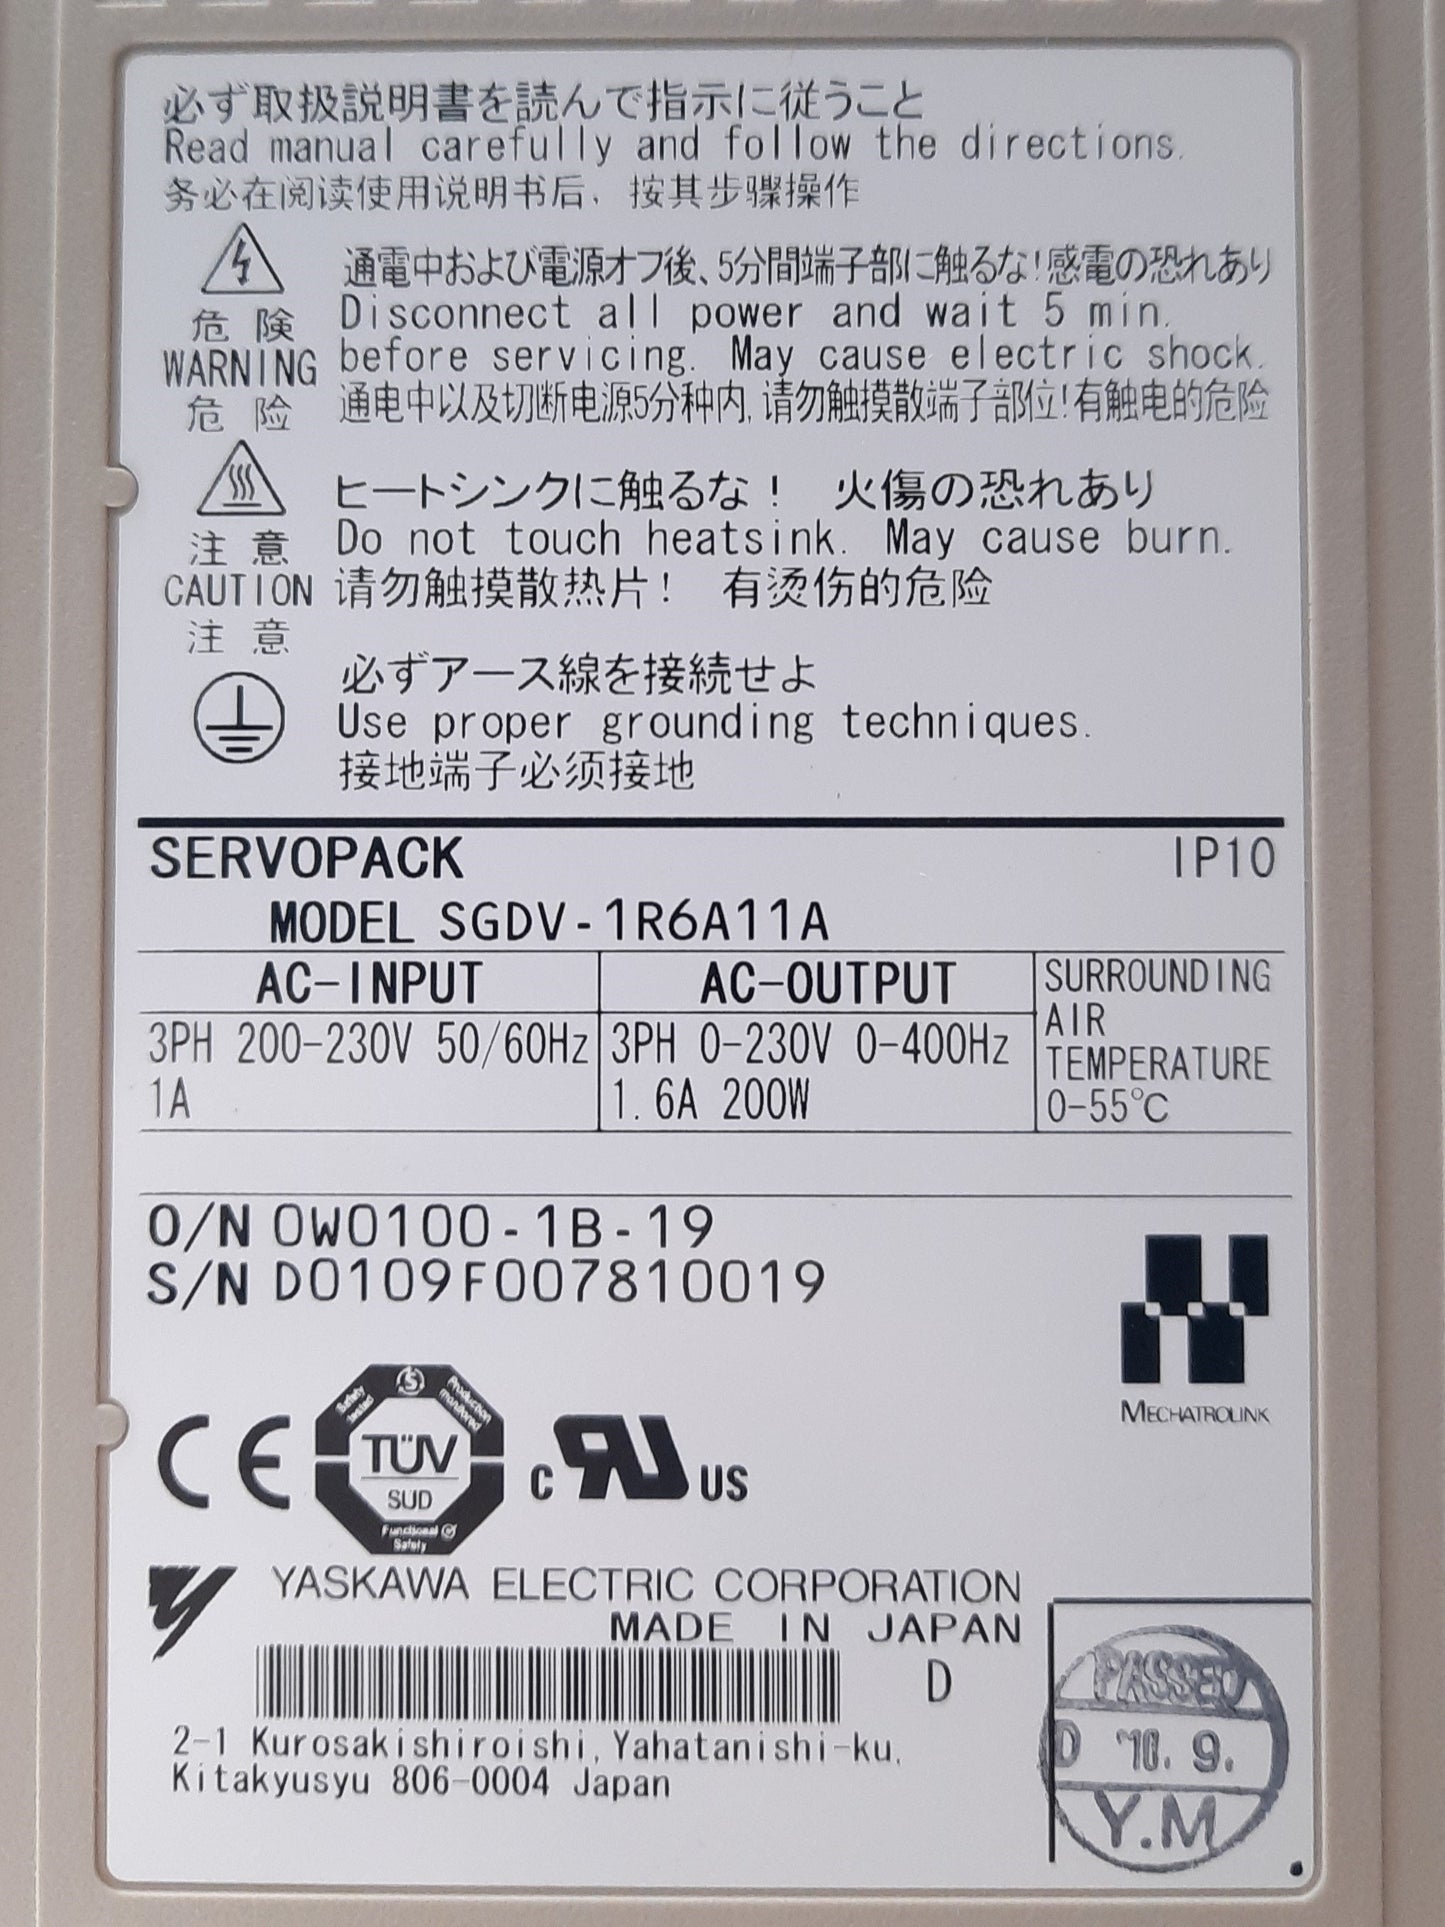 必ず取扱説明書を読んで指示に従うこと
Read manual carefully and follow the directions.
务必在阅读使用说明书后，按其步骤操作
危 険
WARNING
危 险
通電中および電源オフ後、5分間端子部に触るな!感電の恐れあり
Disconnect all power and wait 5 min.
before servicing. May cause electric shock.
通电中以及切断电源5分种内,请勿触摸散端子部位!有触电的危险
注 意
CAUTION
注 意
ヒートシンクに触るな! 火傷の恐れあり
Do not touch heatsink. May cause burn.
请勿触摸散热片! 有烫伤的危险
必ずアース線を接続せよ
Use proper grounding techniques.
接地端子必须接地
SERVOPACK IP10
MODEL SGDV-1R6A11A
AC-INPUT
3PH 200-230V 50/60Hz
1A
AC-OUTPUT
3PH 0-230V 0-400Hz
1.6A 200W
SURROUNDING
AIR
TEMPERATURE
0-55℃
O/N 0W0100-1B-19
S/N D0109F007810019
MECHATROLINK
CE
Safety tested
S
Production monitored
TÜV
SUD
Functional
Safety
c RU US
YASKAWA ELECTRIC CORPORATION
MADE IN JAPAN
D
2-1 Kurosakishiroishi, Yahatanishi-ku,
Kitakyusyu 806-0004 Japan
PASSED
D '10. 9.
Y.M